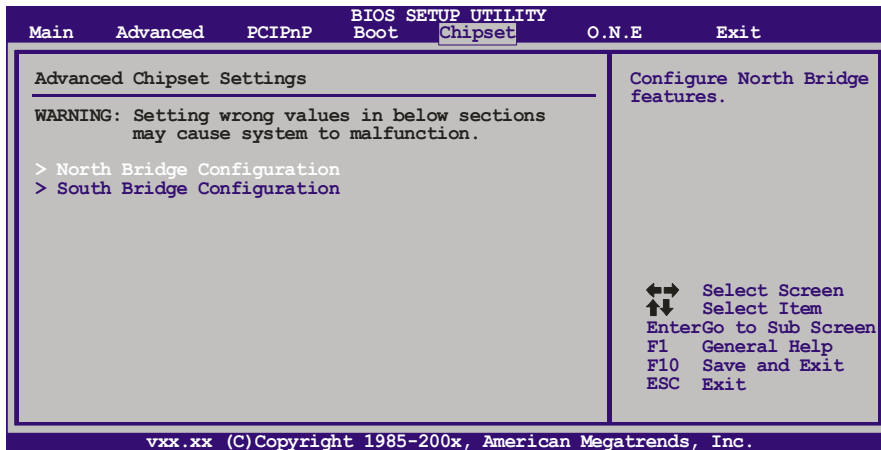 BIOS SETUP UTILITY
Main Advanced PCIPnP Boot Chipset O.N.E Exit
Advanced Chipset Settings
WARNING: Setting wrong values in below sections
may cause system to malfunction.
> North Bridge Configuration
> South Bridge Configuration
Configure North Bridge
features.
Select Screen
Select Item
EnterGo to Sub Screen
F1 General Help
F10 Save and Exit
ESC Exit
vxx.xx (C)Copyright 1985-200x, American Megatrends, Inc.